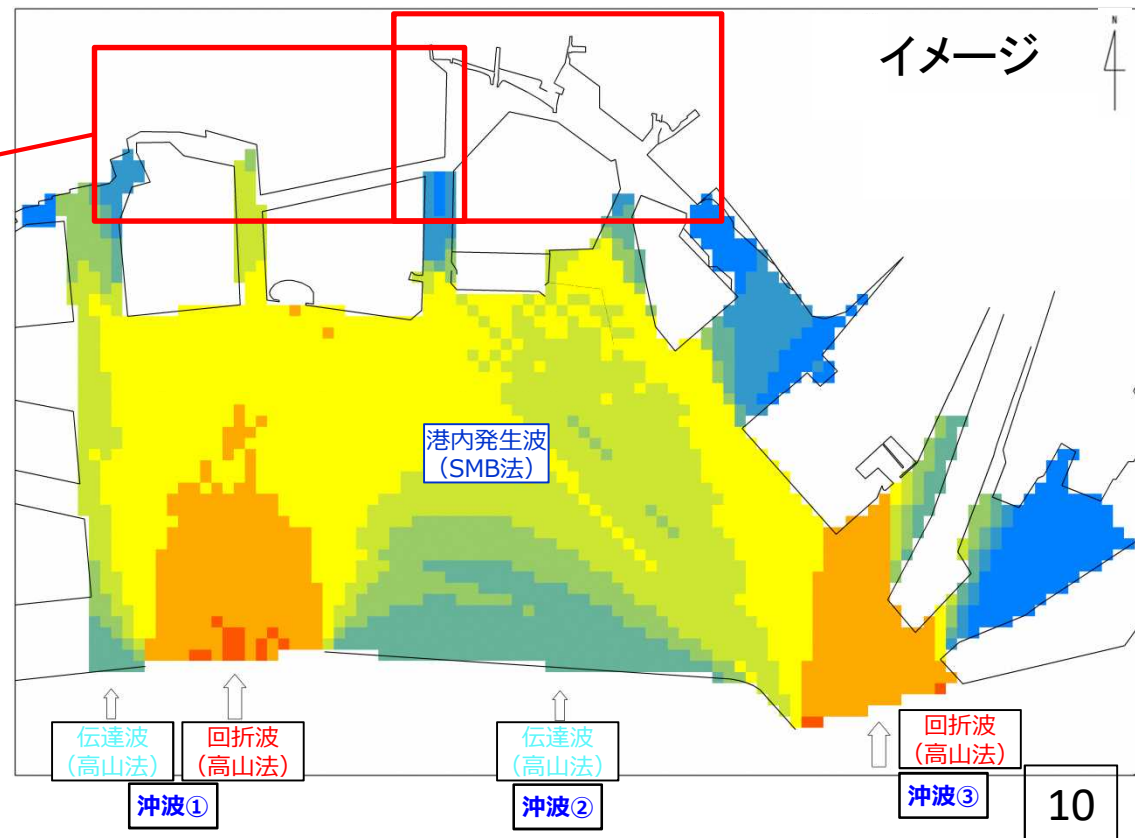 イメージ
N
港内発生波
（SMB法）
伝達波
（高山法）
回折波
（高山法）
沖波①
伝達波
（高山法）
沖波②
回折波
（高山法）
沖波③
10